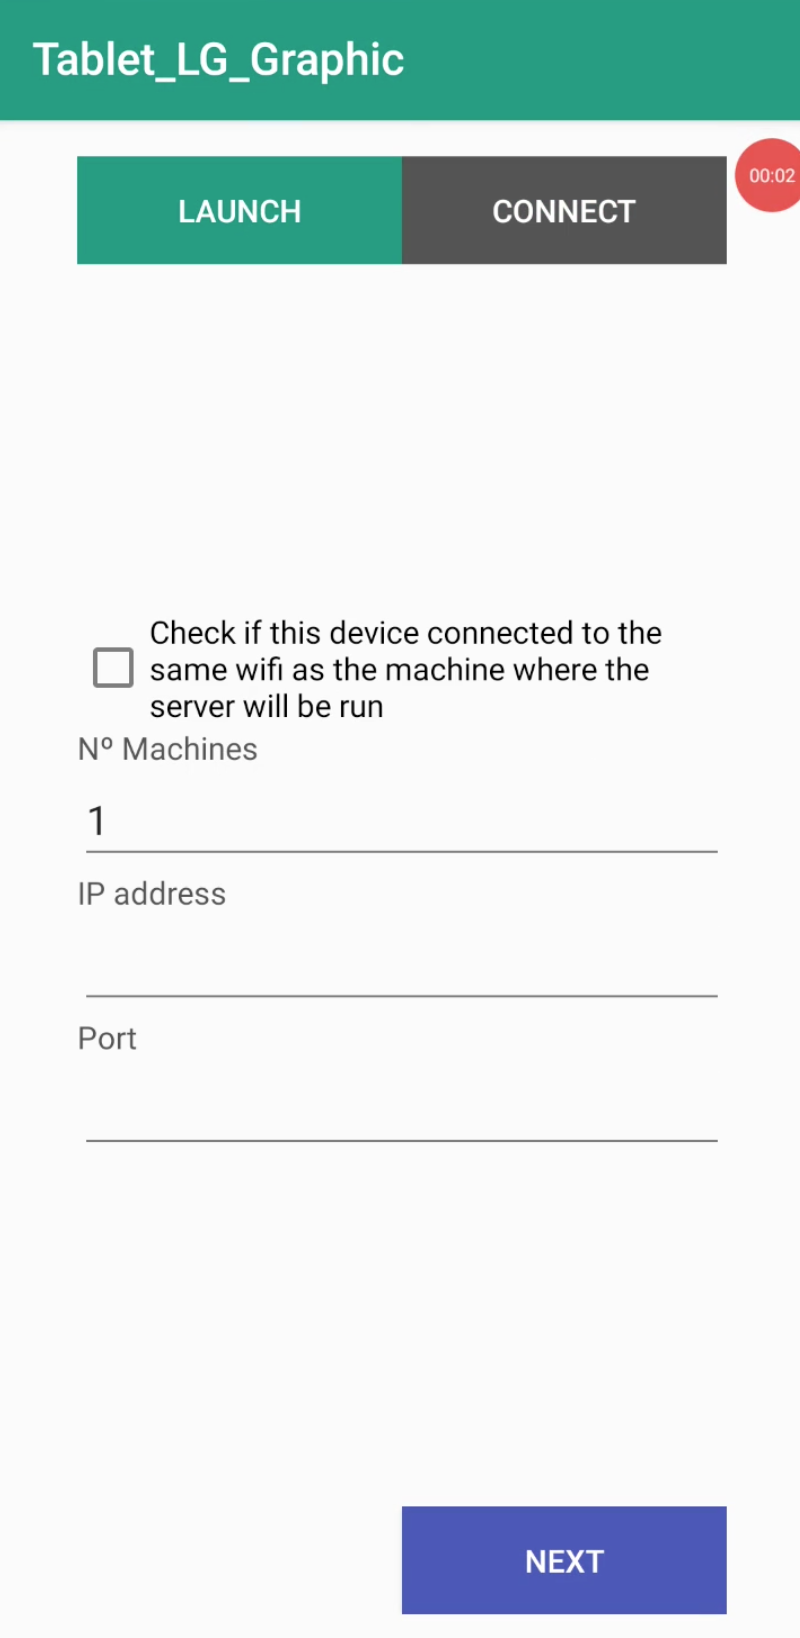 Tablet_LG_Graphic
LAUNCH
CONNECT
00:02
Check if this device connected to the
same wifi as the machine where the
server will be run
Nº Machines
1
IP address
Port
NEXT